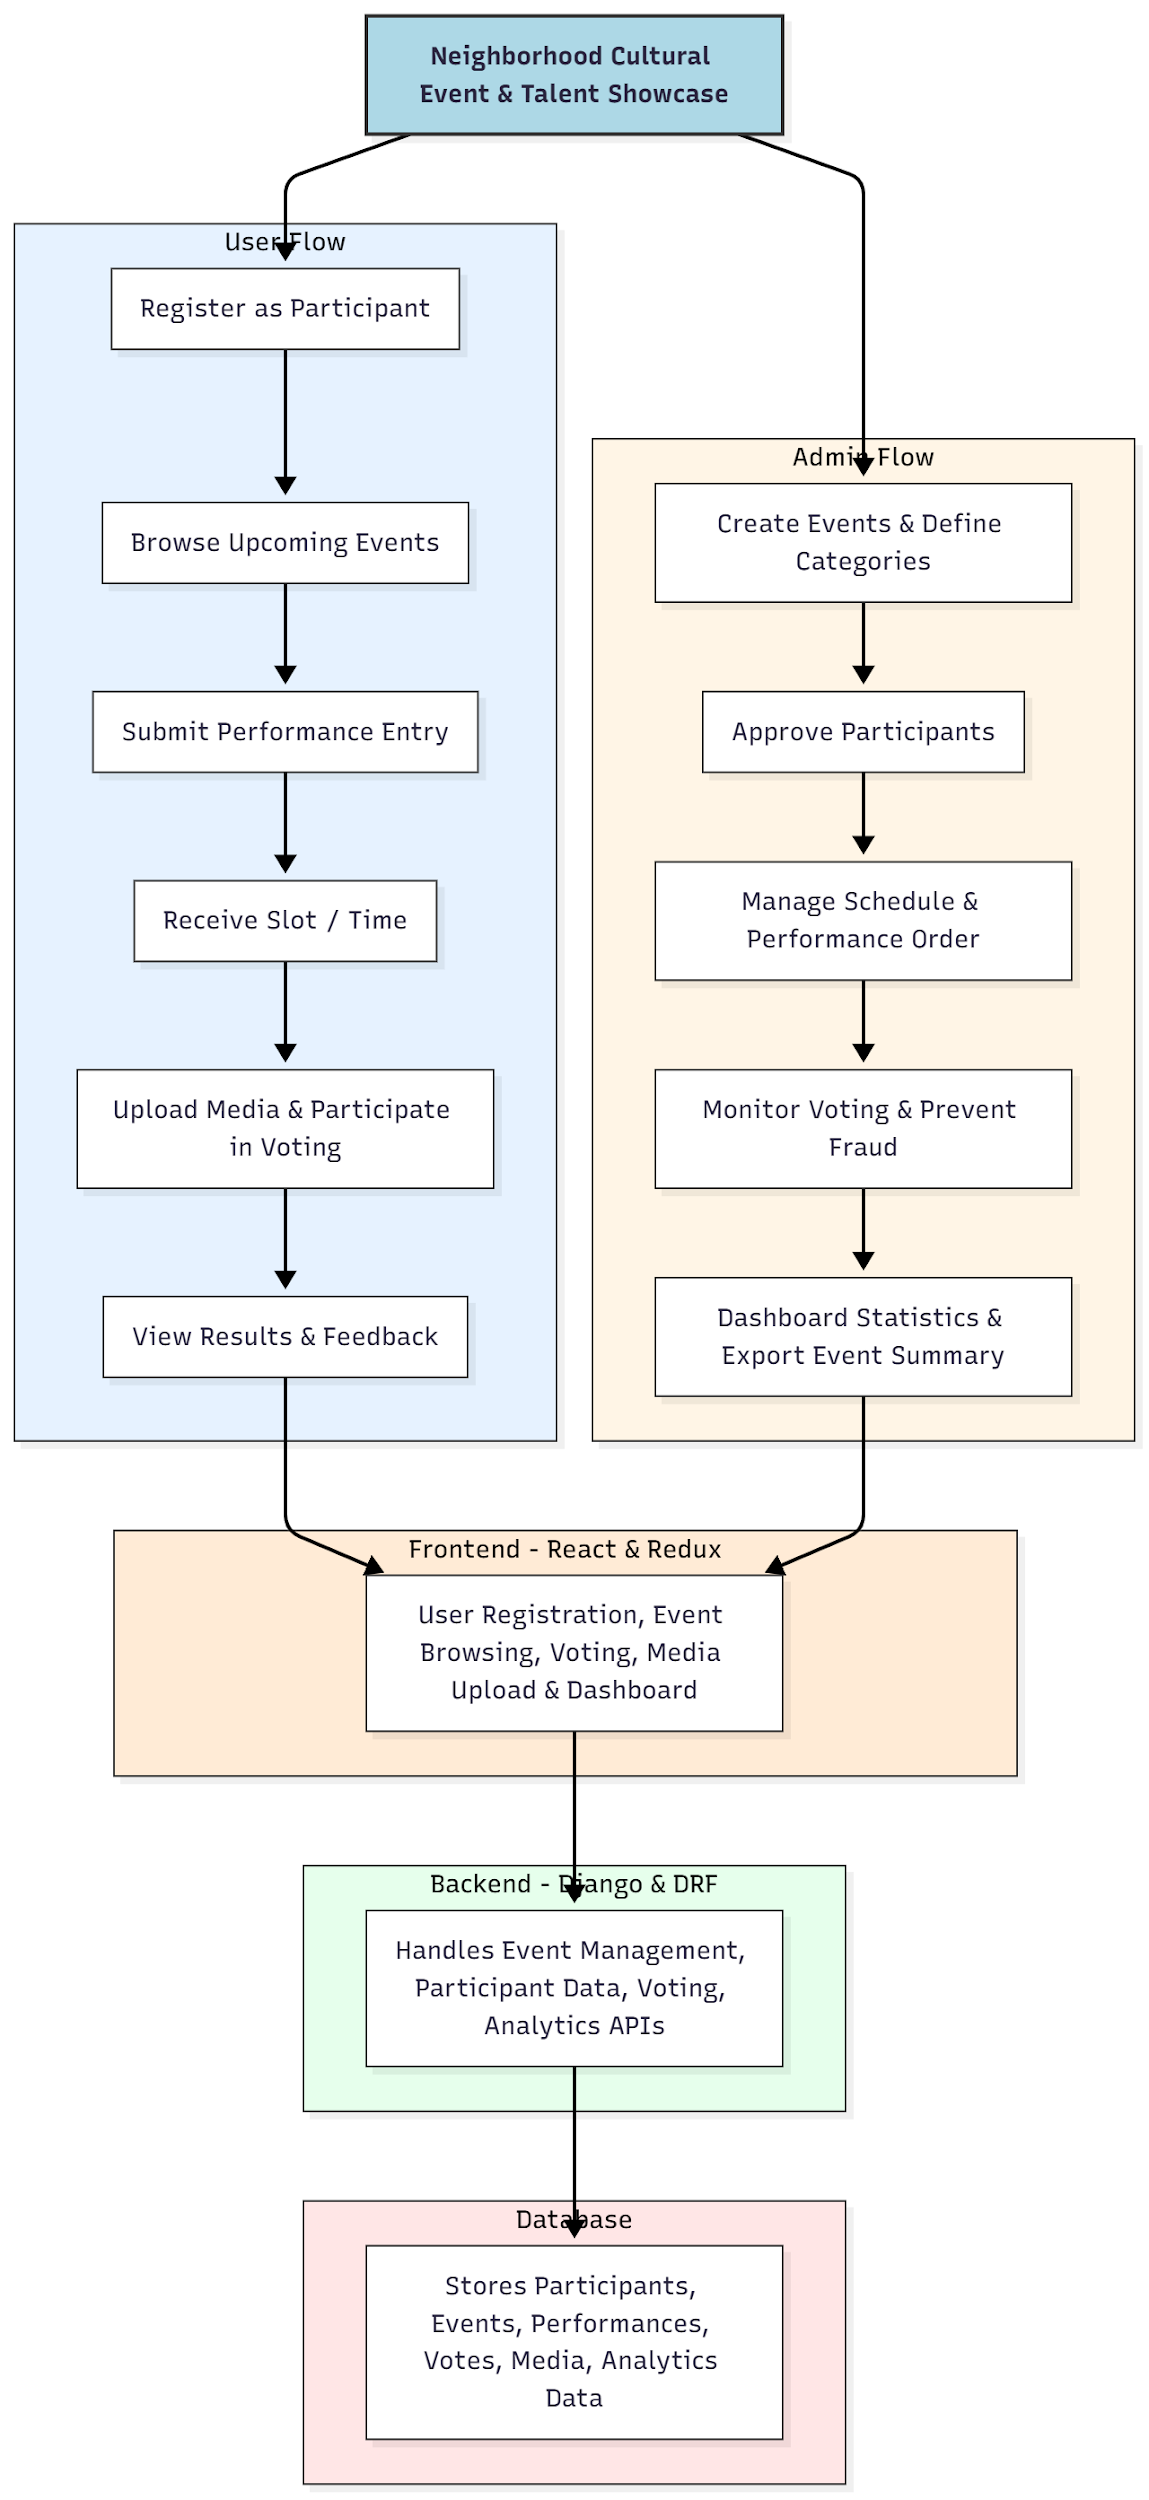 Neighborhood Cultural
Event & Talent Showcase
User Flow
Register as Participant
Browse Upcoming Events
Submit Performance Entry
Receive Slot / Time
Upload Media & Participate
in Voting
View Results & Feedback
Admin Flow
Create Events & Define
Categories
Approve Participants
Manage Schedule &
Performance Order
Monitor Voting & Prevent
Fraud
Dashboard Statistics &
Export Event Summary
Frontend - React & Redux
User Registration, Event
Browsing, Voting, Media
Upload & Dashboard
Backend - Django & DRF
Handles Event Management,
Participant Data, Voting,
Analytics APIs
Database
Stores Participants,
Events, Performances,
Votes, Media, Analytics
Data